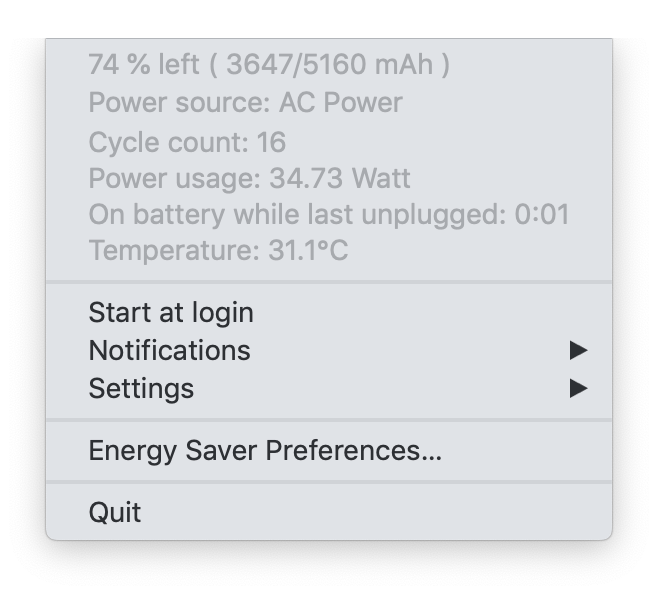 74 % left ( 3647/5160 mAh )
Power source: AC Power
Cycle count: 16
Power usage: 34.73 Watt
On battery while last unplugged: 0:01
Temperature: 31.1°C
Start at login
Notifications
Settings
Energy Saver Preferences...
Quit